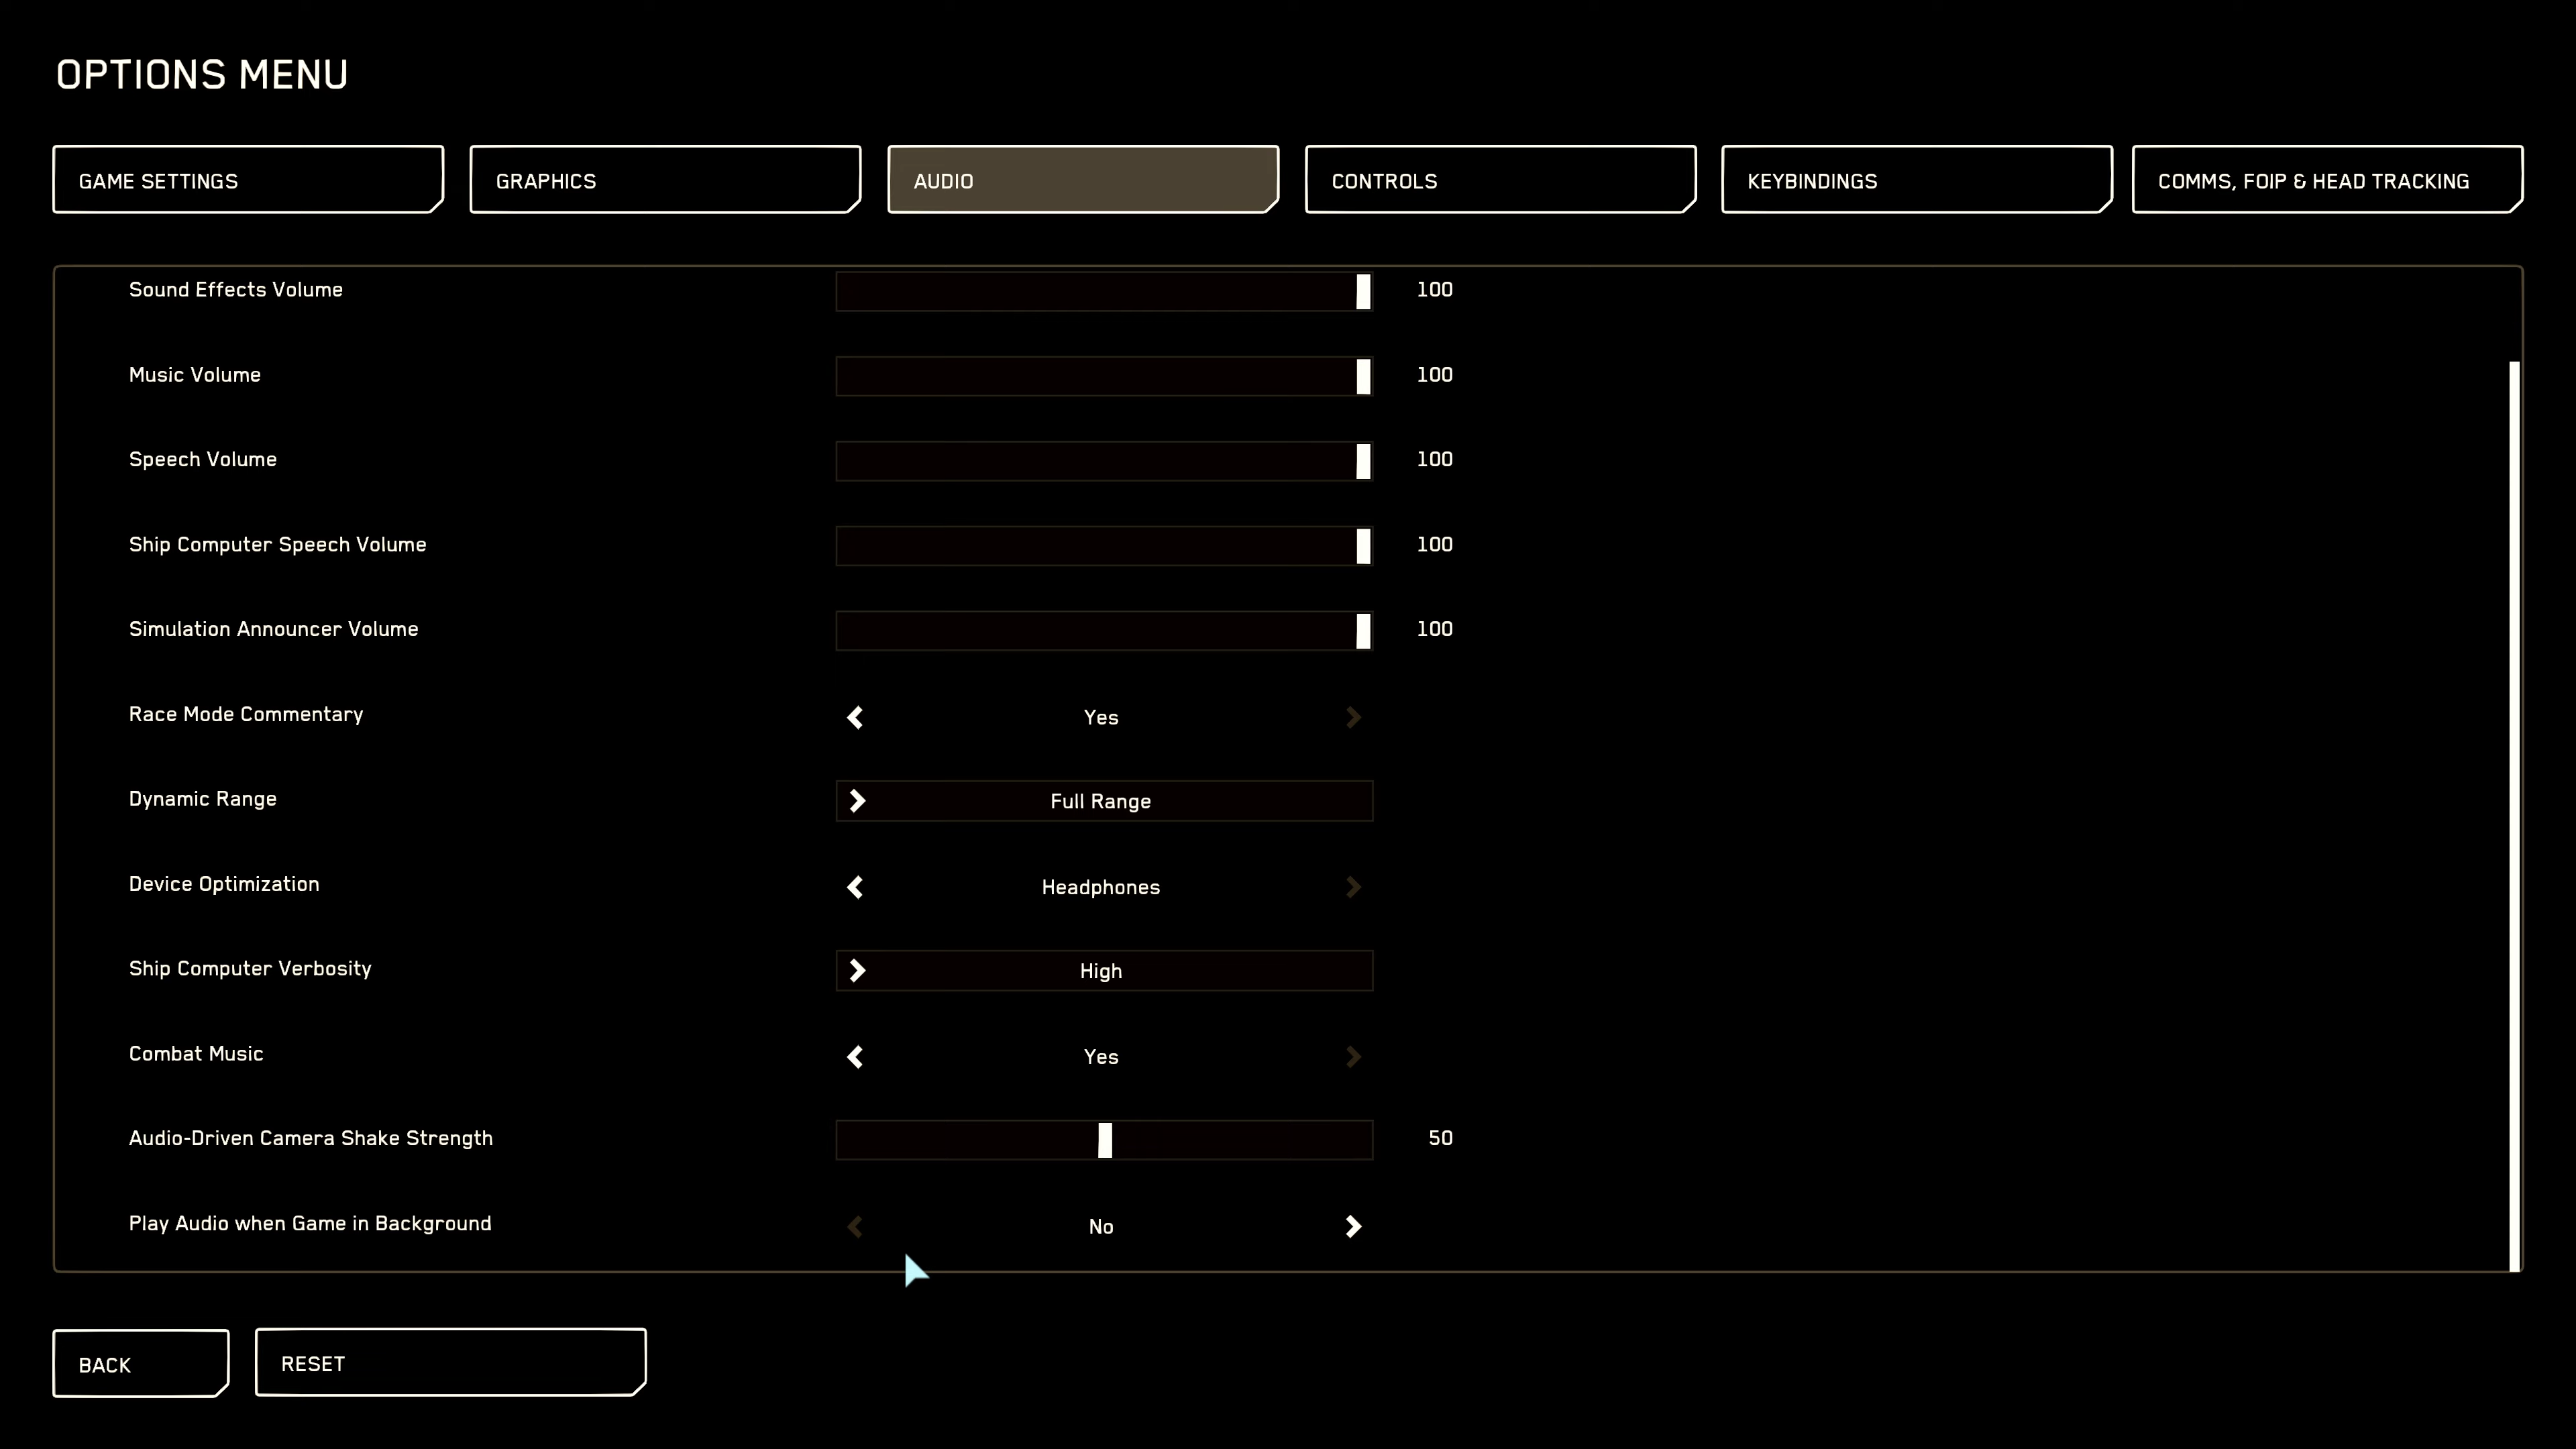 OPTIONS MENU
GAME SETTINGS
GRAPHICS
AUDIO
CONTROLS
KEYBINDINGS
COMMS, FOIP & HEAD TRACKING
Sound Effects Volume 100
Music Volume 100
Speech Volume 100
Ship Computer Speech Volume 100
Simulation Announcer Volume 100
Race Mode Commentary Yes
Dynamic Range Full Range
Device Optimization Headphones
Ship Computer Verbosity High
Combat Music Yes
Audio-Driven Camera Shake Strength 50
Play Audio when Game in Background No
BACK
RESET